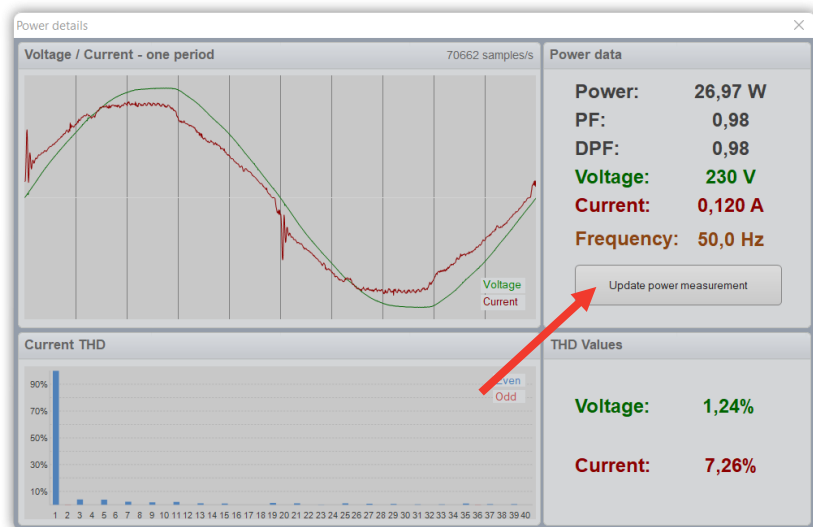 Power details
Voltage / Current - one period
70662 samples/s
Voltage
Current
Power data
Power: 26,97 W
PF: 0,98
DPF: 0,98
Voltage: 230 V
Current: 0,120 A
Frequency: 50,0 Hz
Update power measurement
Current THD
Even
Odd
90%
70%
50%
30%
10%
1 2 3 4 5 6 7 8 9 10 11 12 13 14 15 16 17 18 19 20 21 22 23 24 25 26 27 28 29 30 31 32 33 34 35 36 37 38 39 40
THD Values
Voltage: 1,24%
Current: 7,26%